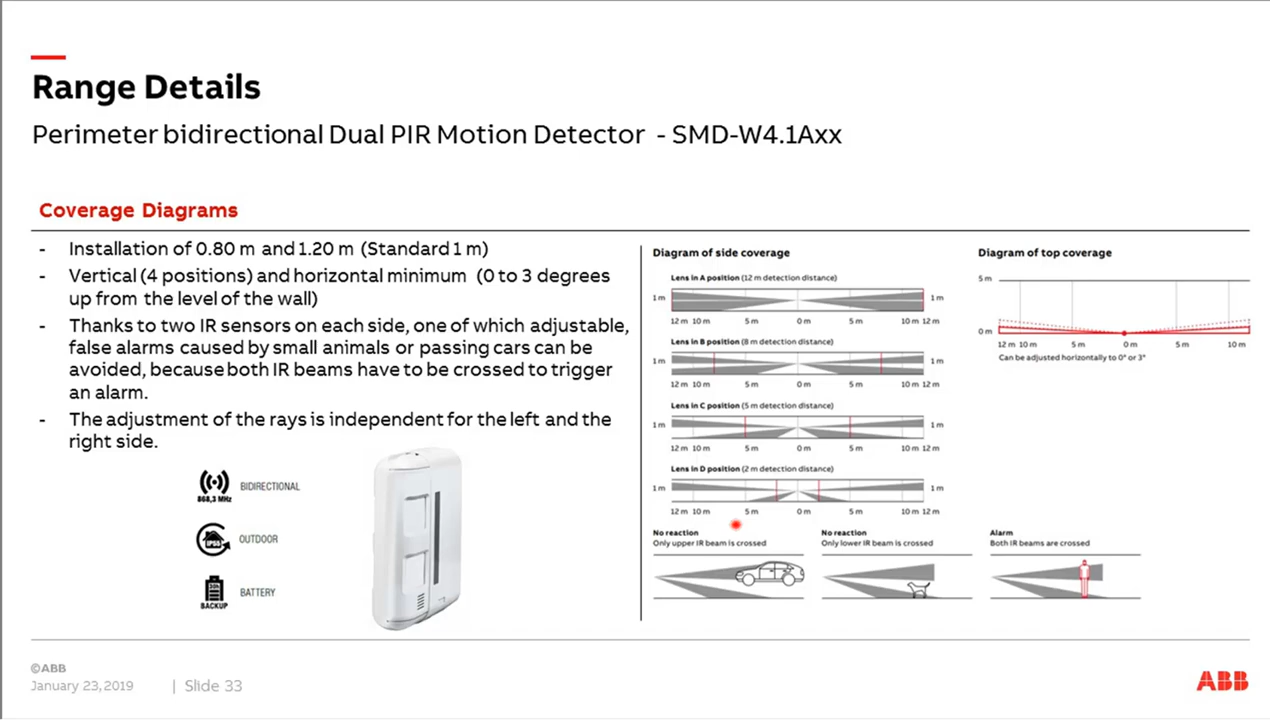 Range Details
Perimeter bidirectional Dual PIR Motion Detector - SMD-W4.1Axx
Coverage Diagrams
- Installation of 0.80 m and 1.20 m (Standard 1 m)
- Vertical (4 positions) and horizontal minimum (0 to 3 degrees
up from the level of the wall)
- Thanks to two IR sensors on each side, one of which adjustable,
false alarms caused by small animals or passing cars can be
avoided, because both IR beams have to be crossed to trigger
an alarm.
- The adjustment of the rays is independent for the left and the
right side.
868,3 MHz
BIDIRECTIONAL
IP55
OUTDOOR
BACKUP
BATTERY
Diagram of side coverage
Lens in A position (12 m detection distance)
1 m 1 m
12 m 10 m 5 m 0 m 5 m 10 m 12 m
Lens in B position (8 m detection distance)
1 m 1 m
12 m 10 m 5 m 0 m 5 m 10 m 12 m
Lens in C position (5 m detection distance)
1 m 1 m
12 m 10 m 5 m 0 m 5 m 10 m 12 m
Lens in D position (2 m detection distance)
1 m 1 m
12 m 10 m 5 m 0 m 5 m 10 m 12 m
Diagram of top coverage
5 m
0 m
12 m 10 m 5 m 0 m 5 m 10 m
Can be adjusted horizontally to 0° or 3°
No reaction
Only upper IR beam is crossed
No reaction
Only lower IR beam is crossed
Alarm
Both IR beams are crossed
©ABB
January 23, 2019 | Slide 33
ABB